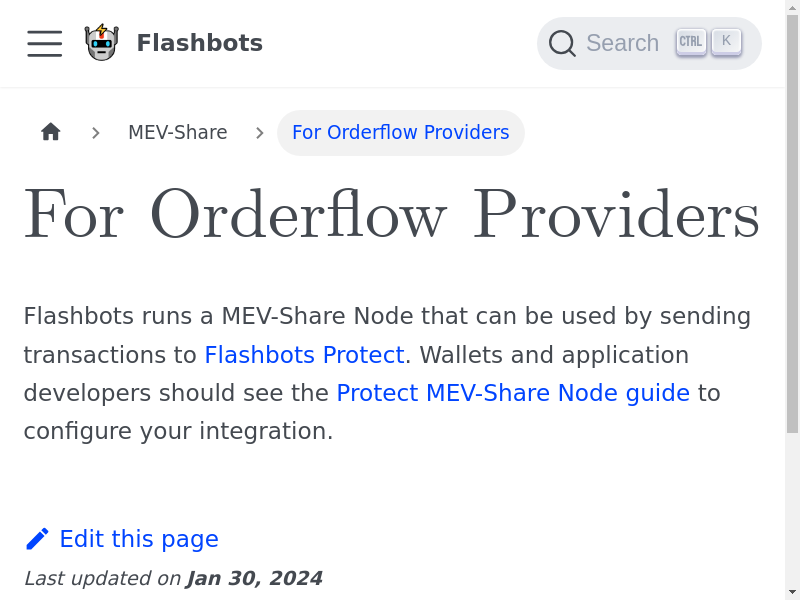 Flashbots
Search CTRL K
MEV-Share For Orderflow Providers
For Orderflow Providers
Flashbots runs a MEV-Share Node that can be used by sending
transactions to Flashbots Protect. Wallets and application
developers should see the Protect MEV-Share Node guide to
configure your integration.
Edit this page
Last updated on Jan 30, 2024